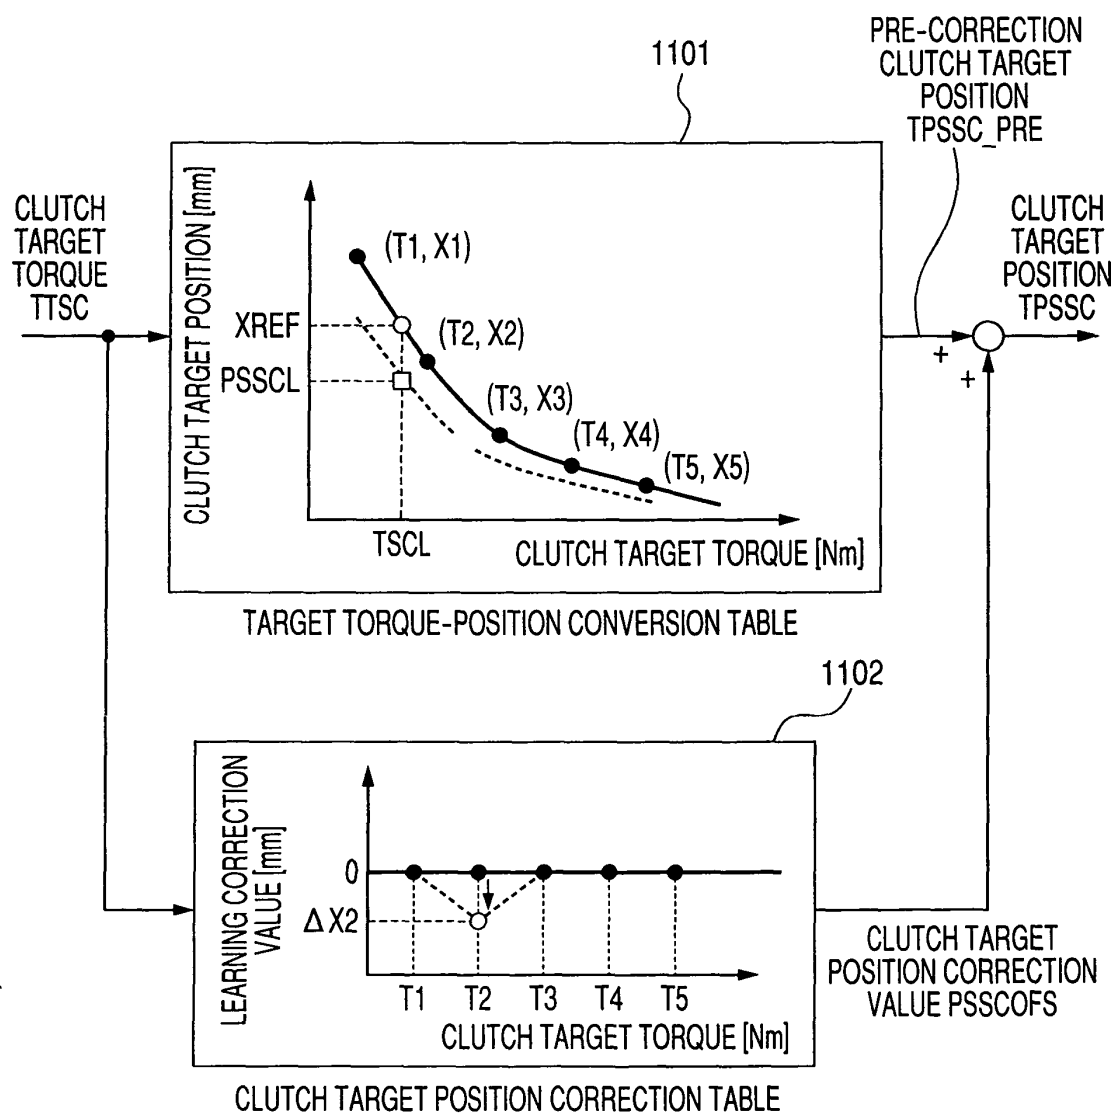 PRE-CORRECTION
CLUTCH TARGET
POSITION
TPSSC_PRE
1101
CLUTCH
TARGET
TORQUE
TTSC
CLUTCH
TARGET
POSITION
TPSSC
CLUTCH TARGET POSITION [mm]
(T1, X1)
XREF
(T2, X2)
PSSCL
(T3, X3)
(T4, X4)
(T5, X5)
TSCL
CLUTCH TARGET TORQUE [Nm]
+
+
TARGET TORQUE-POSITION CONVERSION TABLE
1102
LEARNING CORRECTION
VALUE [mm]
0
ΔX2
T1 T2 T3 T4 T5
CLUTCH TARGET TORQUE [Nm]
CLUTCH TARGET
POSITION CORRECTION
VALUE PSSCOFS
CLUTCH TARGET POSITION CORRECTION TABLE